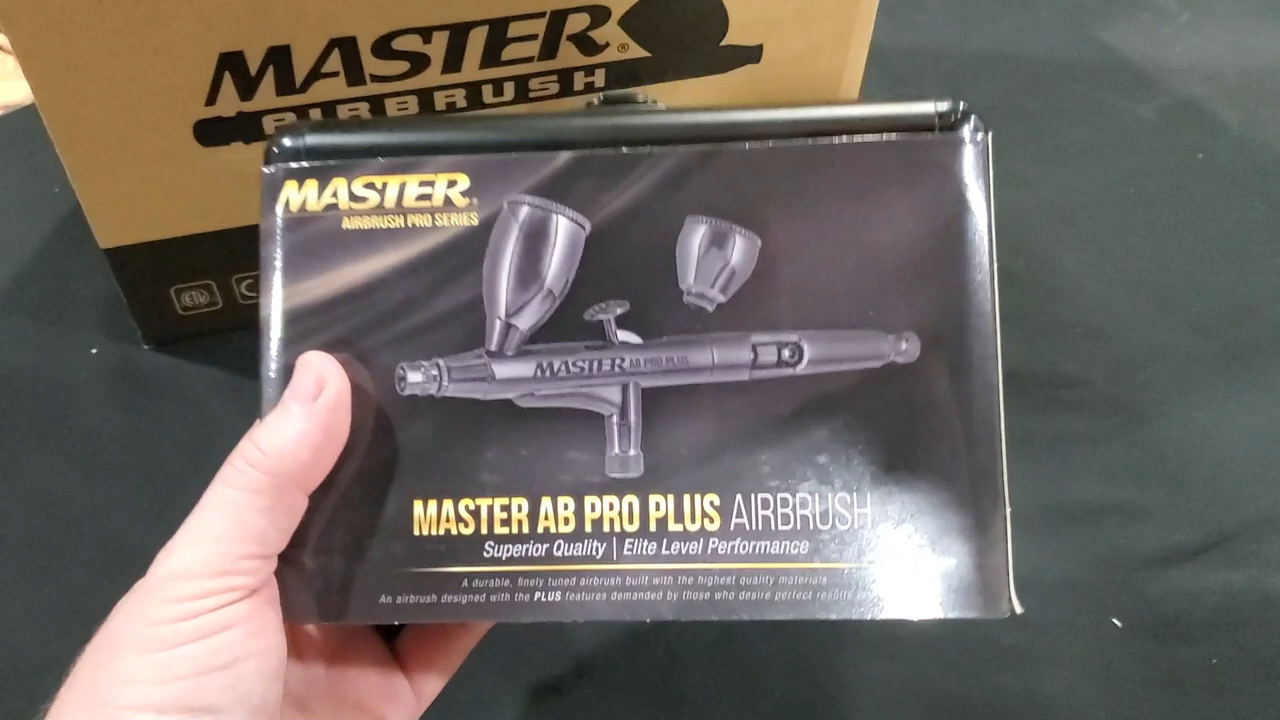 MASTER®
AIRBRUSH
ETL
C
MASTER
AIRBRUSH PRO SERIES
MASTER AB PRO PLUS
MASTER AB PRO PLUS AIRBRUSH
Superior Quality | Elite Level Performance
A durable, finely tuned airbrush built with the highest quality materials
An airbrush designed with the PLUS features demanded by those who desire perfect results